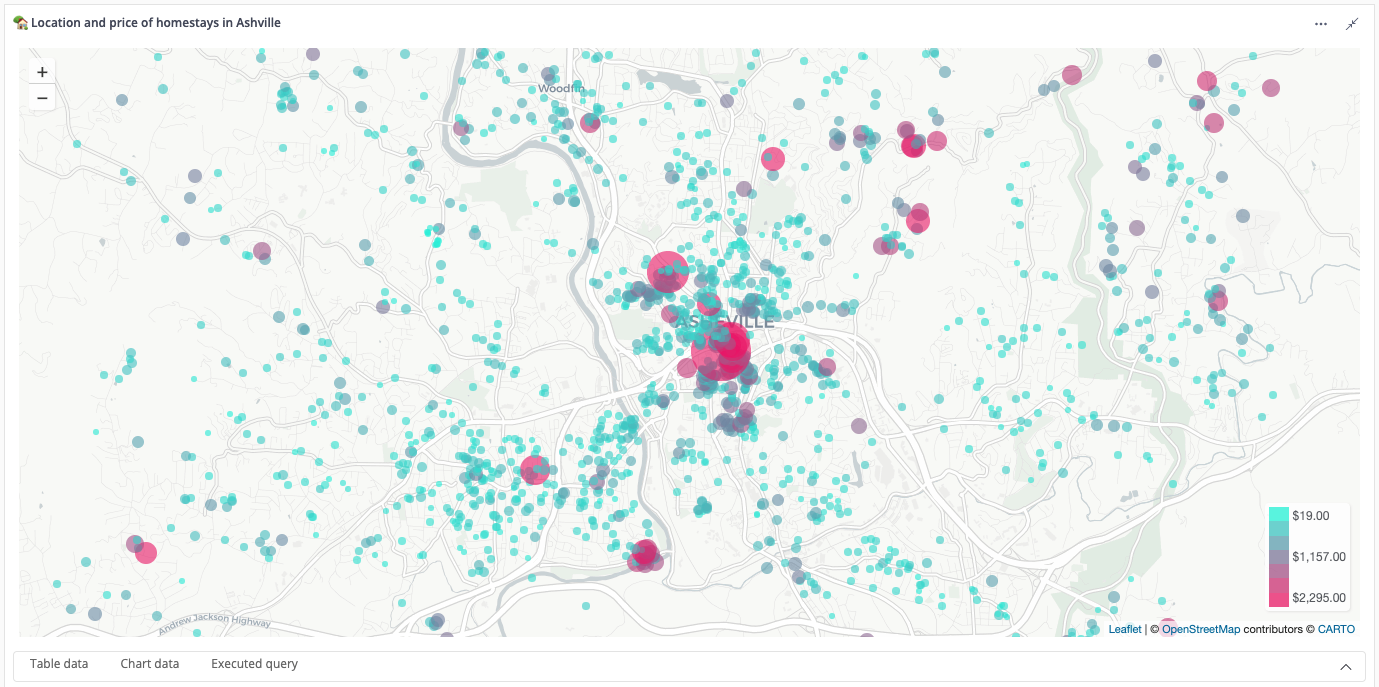 Location and price of homestays in Ashville
+
−
Woodfin
ASHEVILLE
$19.00
$1,157.00
$2,295.00
Andrew Jackson Highway
Leaflet | © OpenStreetMap contributors © CARTO
Table data Chart data Executed query